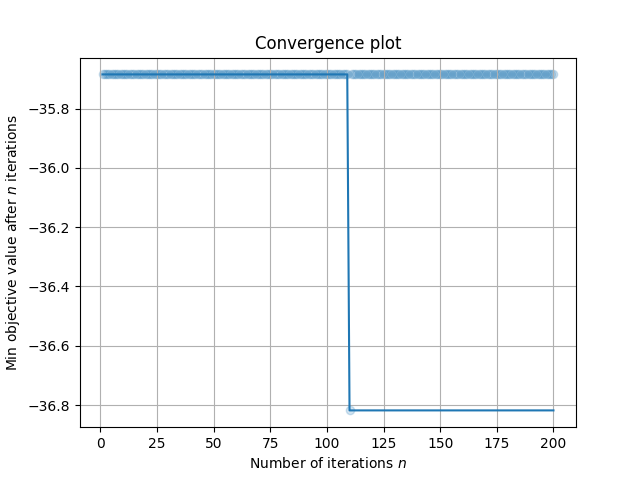 Convergence plot
Min objective value after n iterations
−35.8
−36.0
−36.2
−36.4
−36.6
−36.8
0 25 50 75 100 125 150 175 200
Number of iterations n